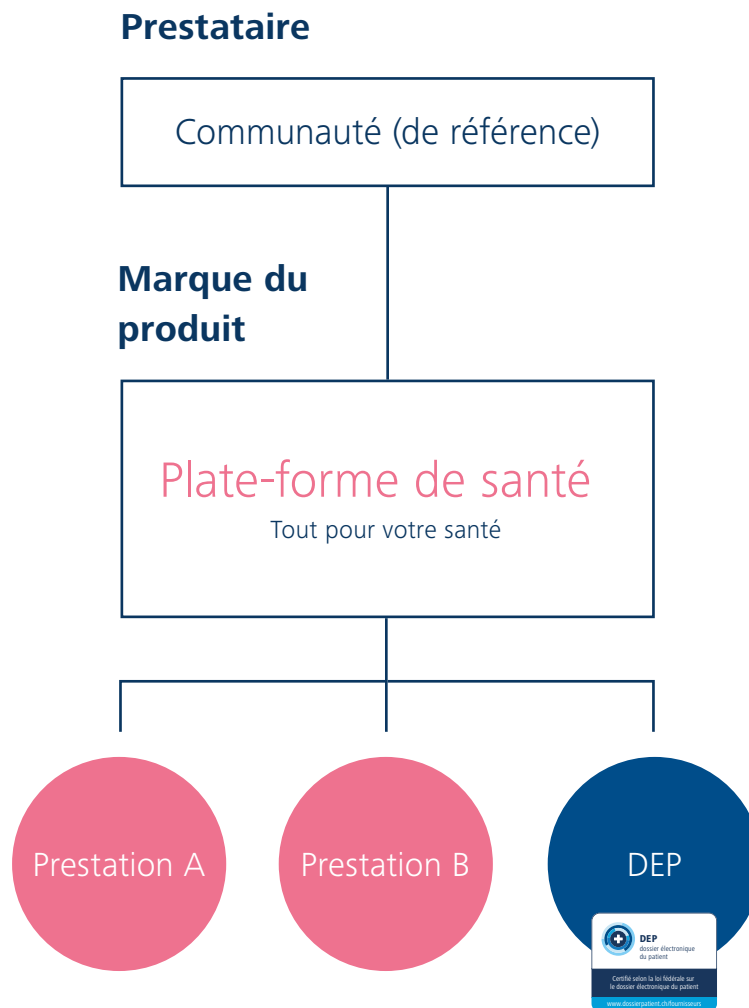 Prestataire
Communauté (de référence)
Marque du
produit
Plate-forme de santé
Tout pour votre santé
Prestation A
Prestation B
DEP
DEP
dossier électronique
du patient
Certifié selon la loi fédérale sur
le dossier électronique du patient
www.dossierpatient.ch/fournisseurs